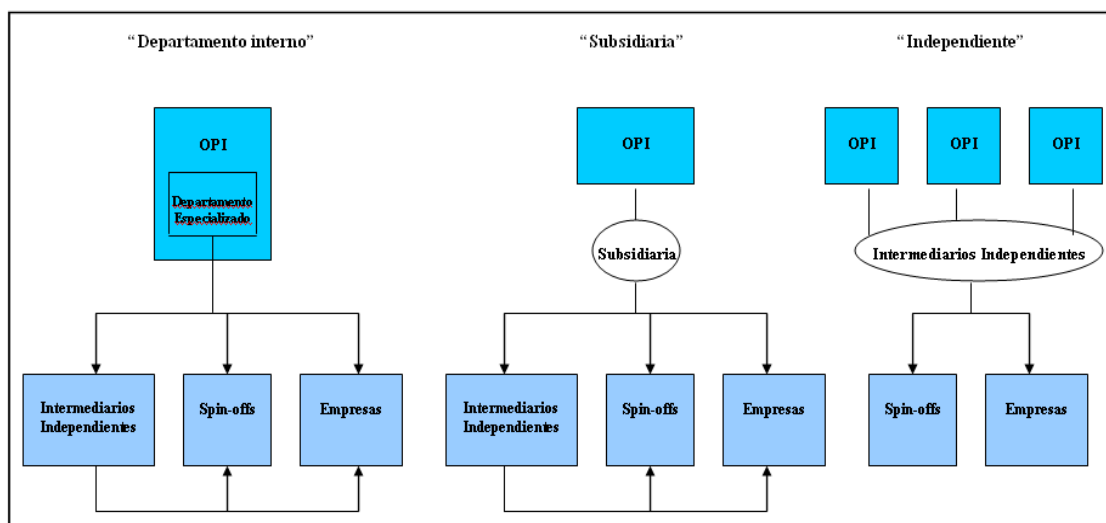 “Departamento interno”
“Subsidiaria”
“Independiente”
OPI
Departamento
Especializado
OPI
OPI
OPI
OPI
Subsidiaria
Intermediarios Independientes
Intermediarios
Independientes
Spin-offs
Empresas
Intermediarios
Independientes
Spin-offs
Empresas
Spin-offs
Empresas